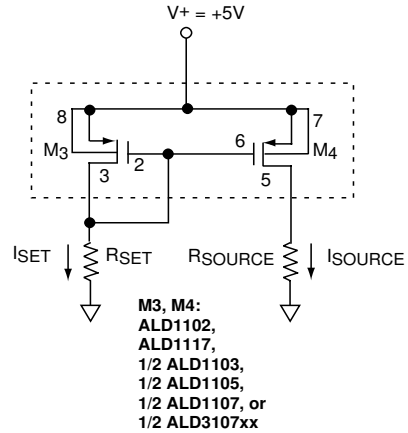 V+ = +5V
8
7
M3
2
6
M4
3
5
ISET
RSET
RSOURCE
ISOURCE
M3, M4:
ALD1102,
ALD1117,
1/2 ALD1103,
1/2 ALD1105,
1/2 ALD1107, or
1/2 ALD3107xx